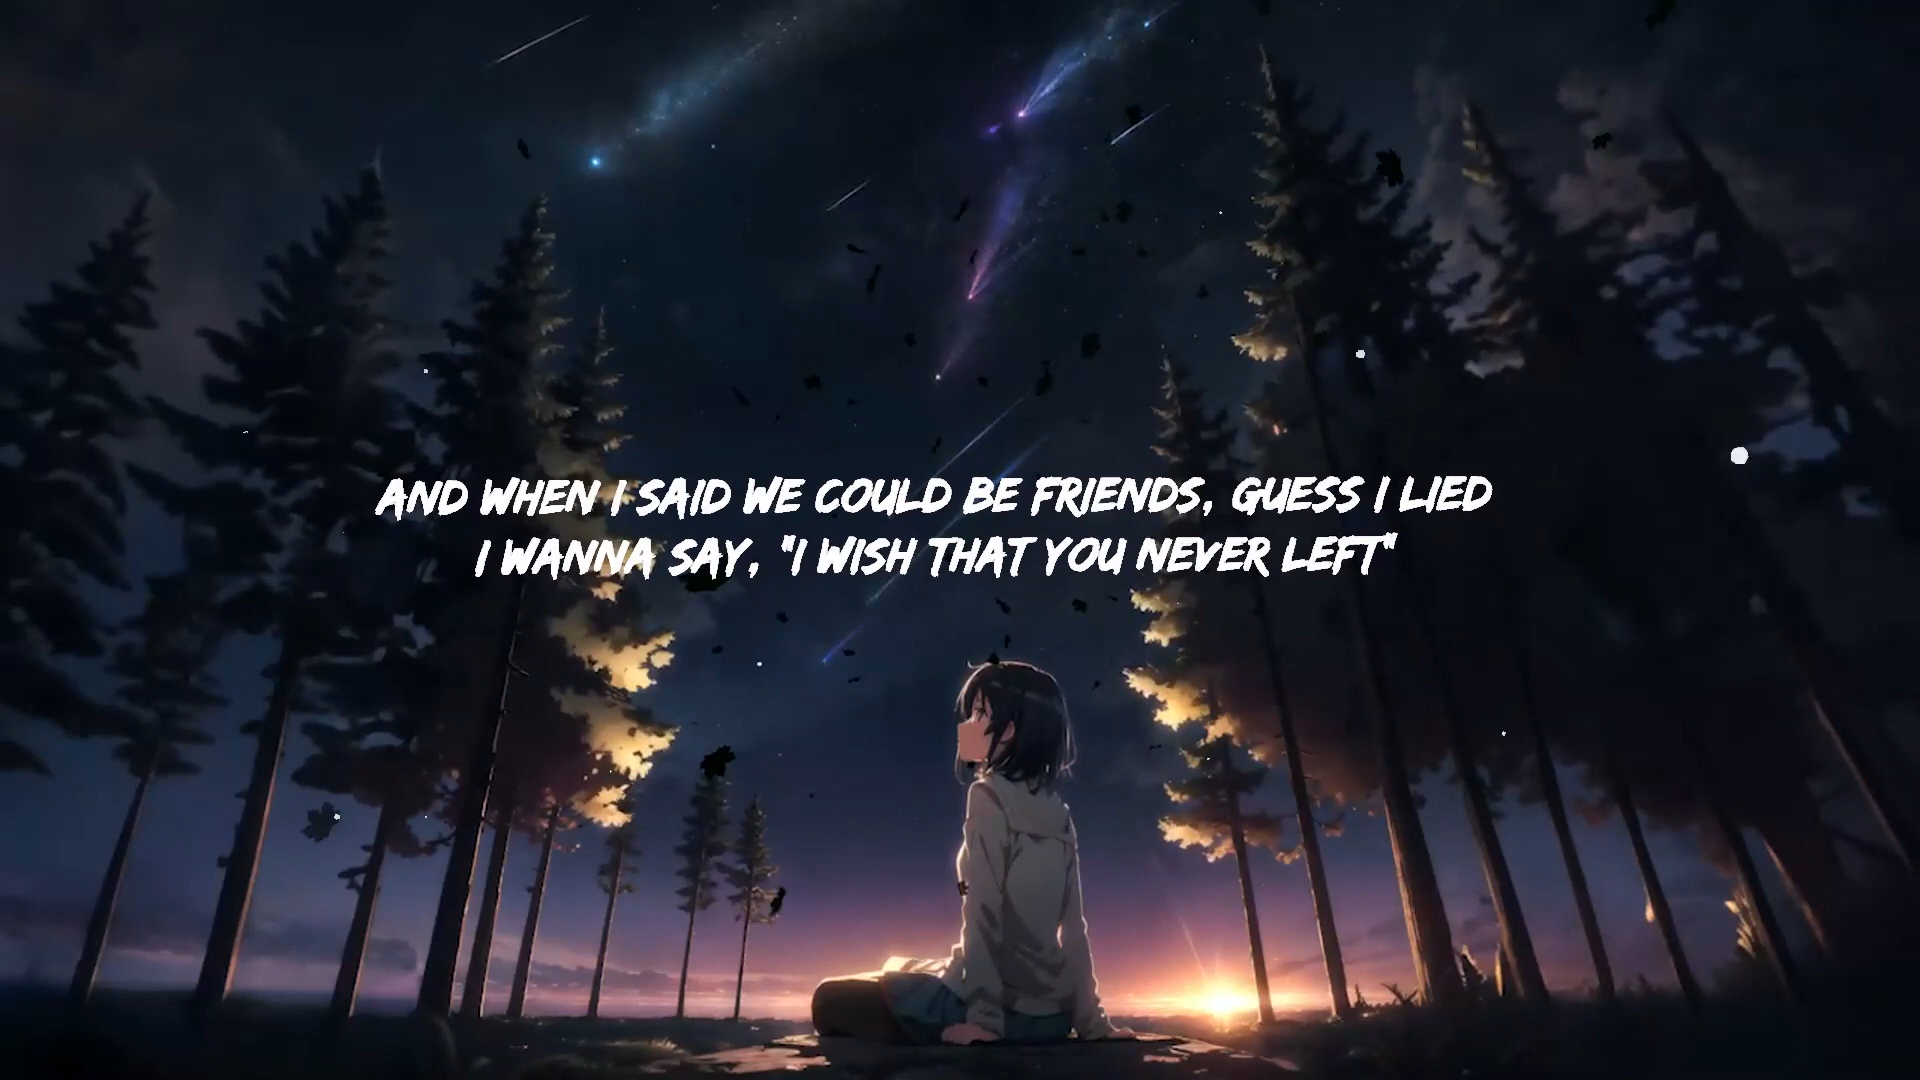 AND WHEN I SAID WE COULD BE FRIENDS, GUESS I LIED
I WANNA SAY, "I WISH THAT YOU NEVER LEFT"